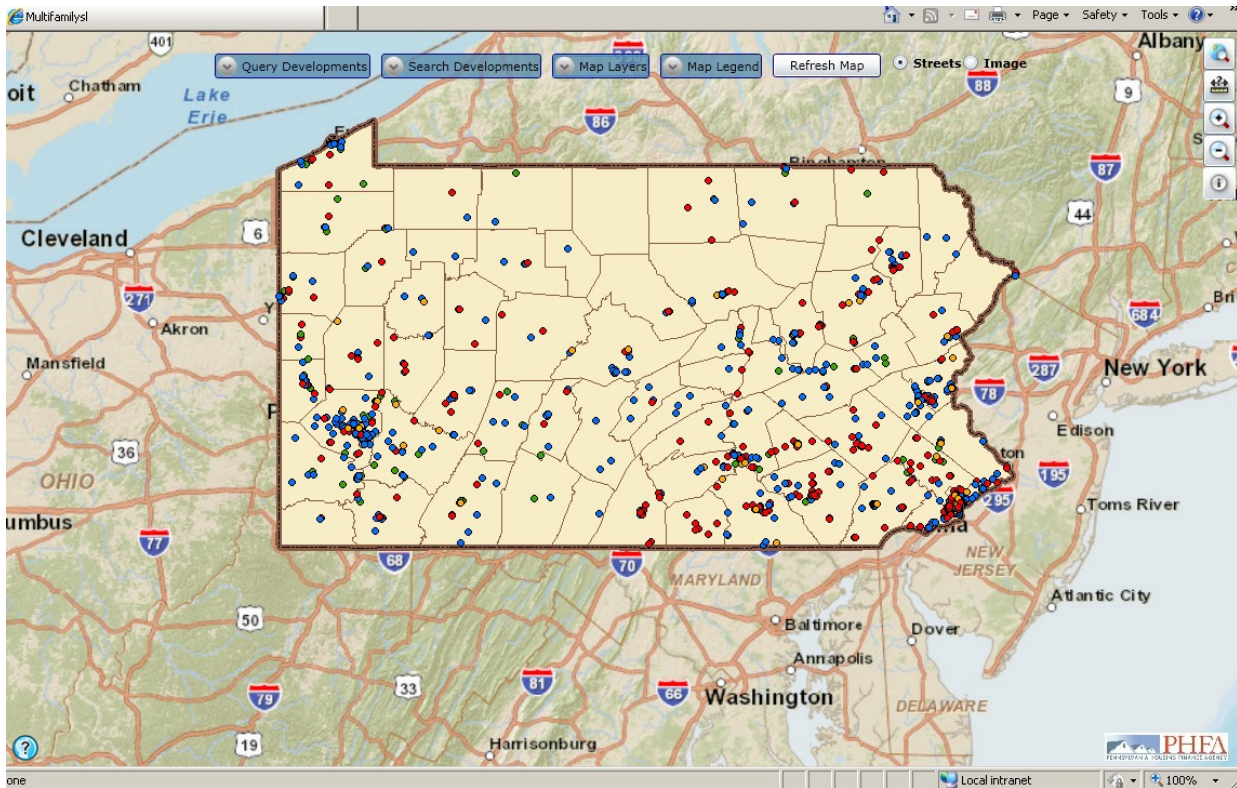 Multifamilysl
Page
Safety
Tools
Query Developments
Search Developments
Map Layers
Map Legend
Refresh Map
Streets
Image
401
Albany
oit
Chatham
Lake
Erie
88
9
86
Binghamton
87
44
6
Cleveland
271
Akron
Mansfield
684
287
New York
78
Edison
36
OHIO
ton
195
295
Toms River
umbus
77
68
70
NEW
JERSEY
MARYLAND
Atlantic City
50
Baltimore
Dover
Annapolis
33
81
66
Washington
79
DELAWARE
19
Harrisonburg
PHFA
PENNSYLVANIA HOUSING FINANCE AGENCY
one
Local intranet
100%